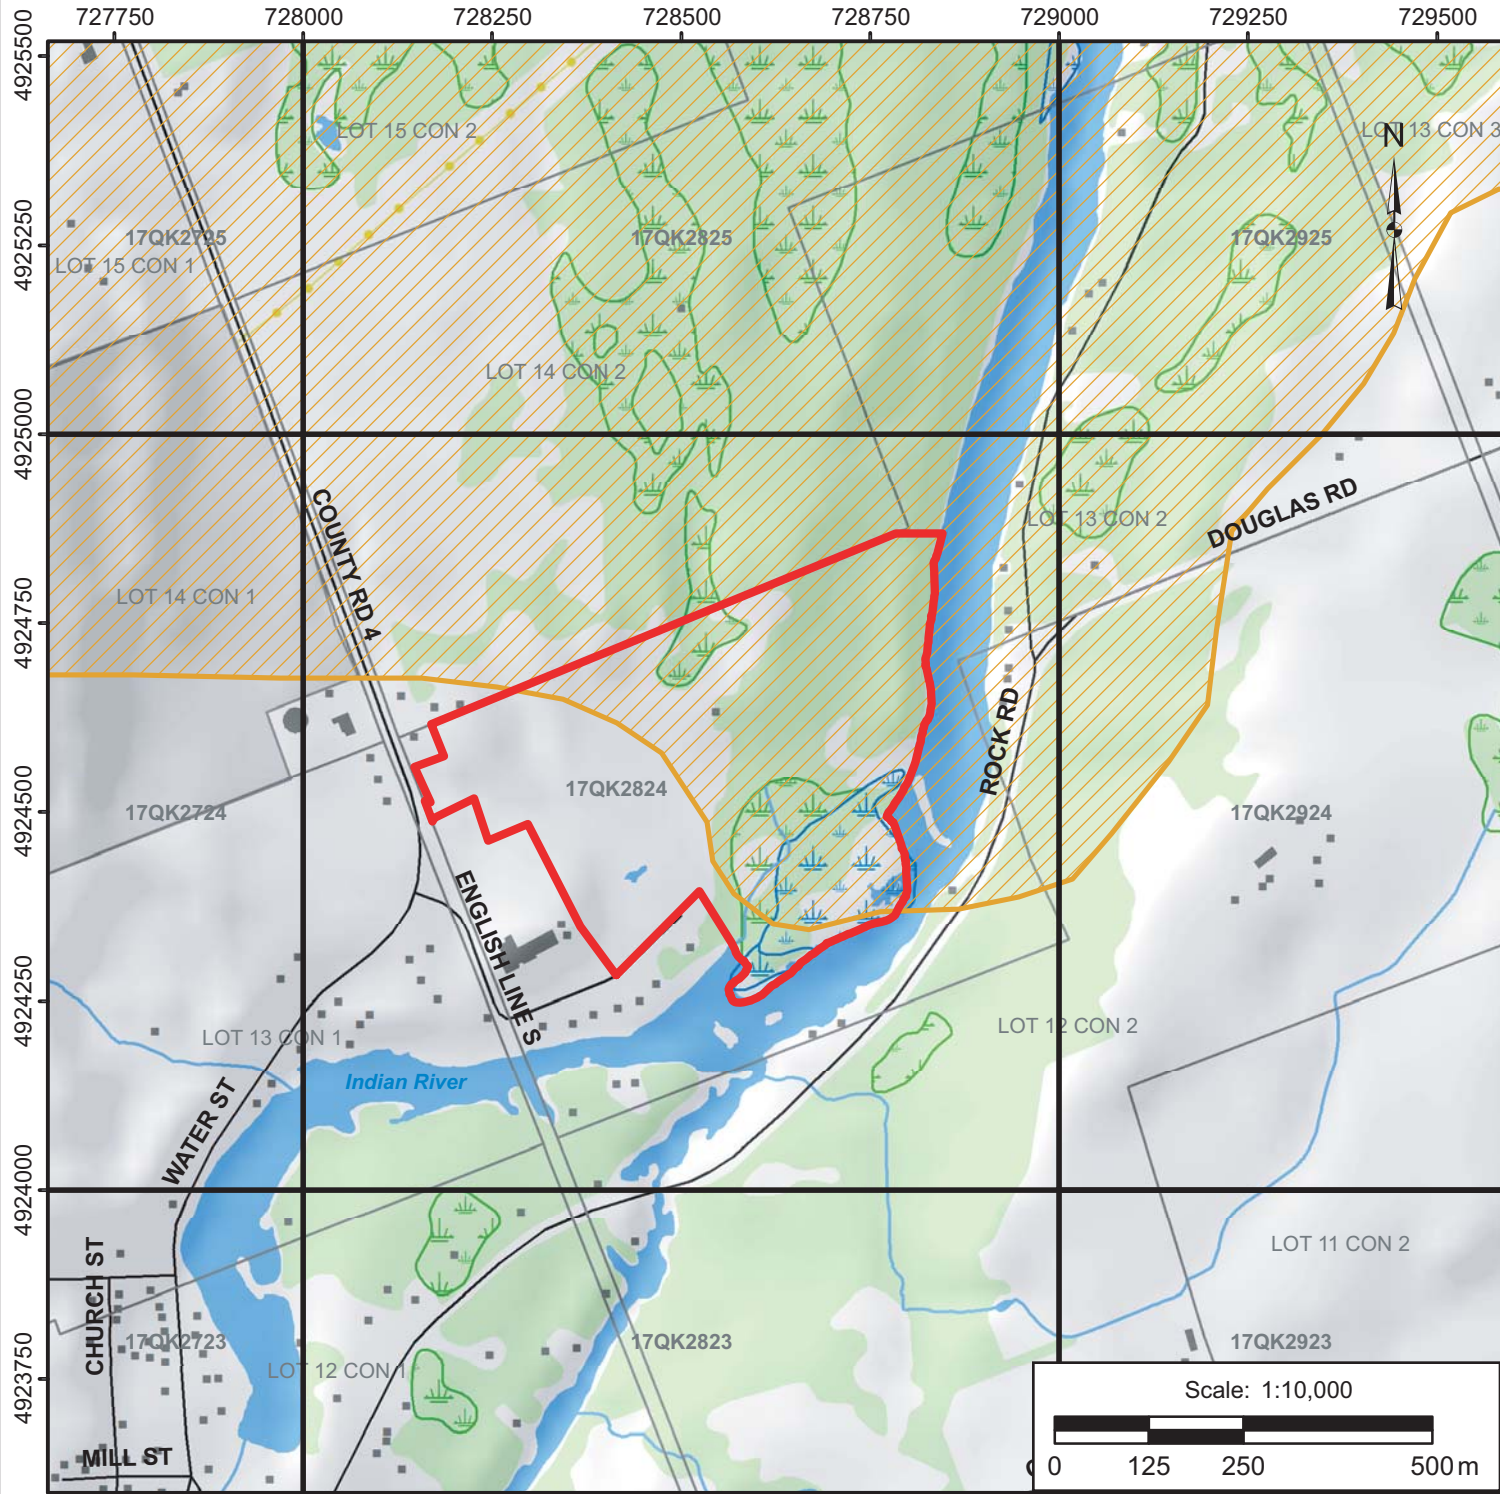 727750 728000 728250 728500 728750 729000 729250 729500
4925500
LOT 15 CON 2
LOT 13 CON 3
N
4925250
17QK2725
17QK2825
17QK2925
LOT 15 CON 1
LOT 14 CON 2
4925000
COUNTY RD 4
LOT 13 CON 2
DOUGLAS RD
4924750
LOT 14 CON 1
ROCK RD
17QK2824
4924500
17QK2724
17QK2924
ENGLISH LINE S
4924250
LOT 13 CON 1
LOT 12 CON 2
Indian River
WATER ST
4924000
CHURCH ST
LOT 11 CON 2
17QK2723
17QK2823
17QK2923
4923750
LOT 12 CON 1
MILL ST
Scale: 1:10,000
0 125 250 500 m